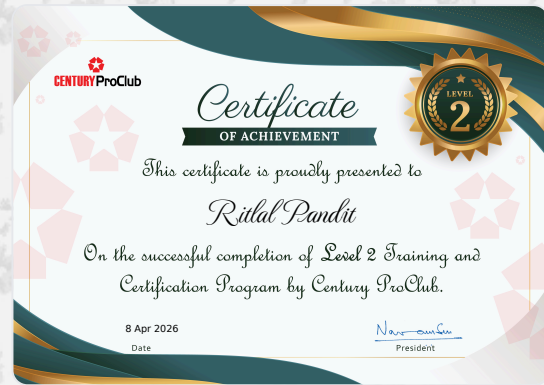 CENTURY ProClub
Certificate
OF ACHIEVEMENT
LEVEL
2
This certificate is proudly presented to
Ritlal Pandit
On the successful completion of Level 2 Training and
Certification Program by Century ProClub.
8 Apr 2026
Date
President